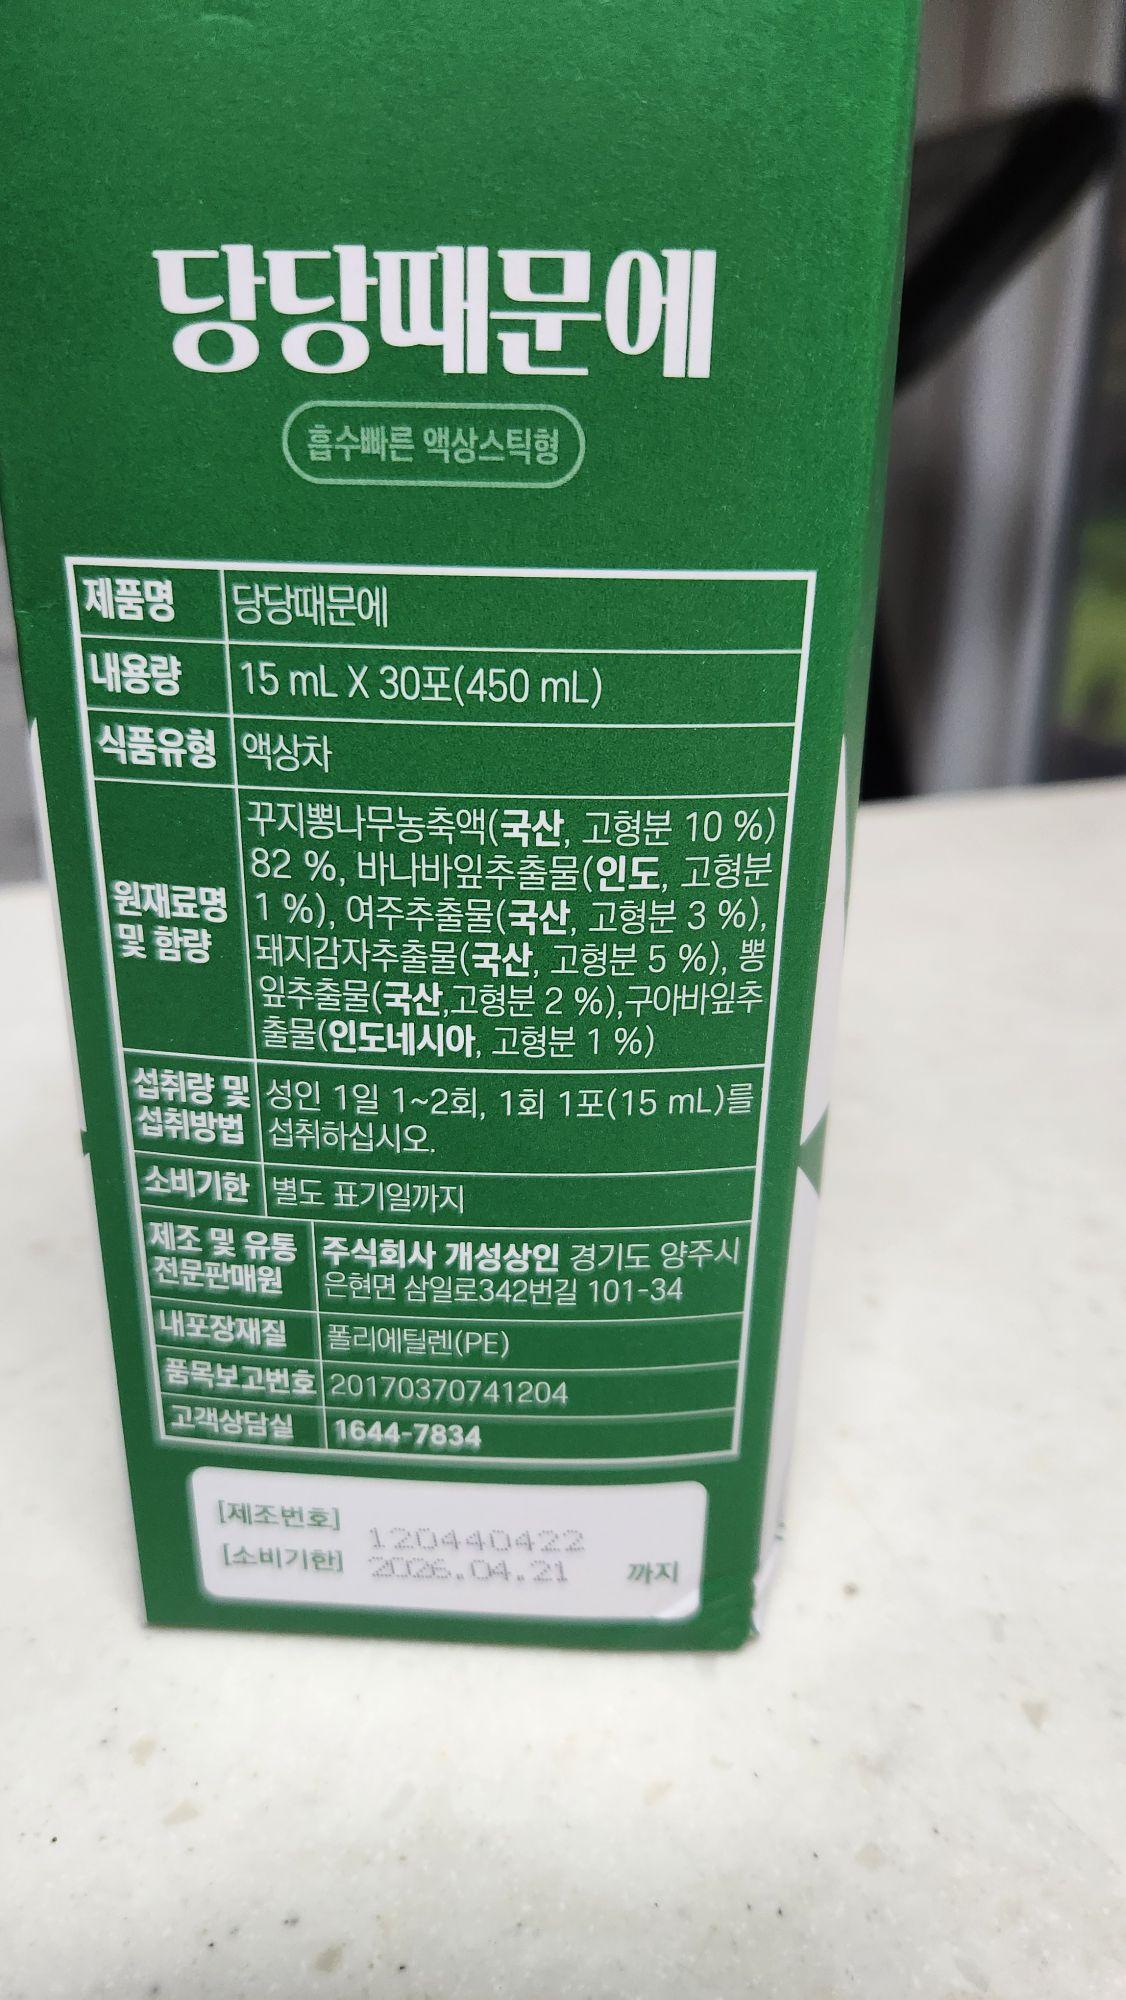 당당때문에
흡수빠른 액상스틱형
제품명 당당때문에
내용량 15 mL X 30포(450 mL)
식품유형 액상차
원재료명 및 함량
꾸지뽕나무농축액(국산, 고형분 10 %)
82 %, 바나바잎추출물(인도, 고형분
1 %), 여주추출물(국산, 고형분 3 %),
돼지감자추출물(국산, 고형분 5 %), 뽕
잎추출물(국산,고형분 2 %),구아바잎추
출물(인도네시아, 고형분 1 %)
섭취량 및 섭취방법
성인 1일 1~2회, 1회 1포(15 mL)를
섭취하십시오.
소비기한 별도 표기일까지
제조 및 유통 전문판매원
주식회사 개성상인 경기도 양주시
은현면 삼일로342번길 101-34
내포장재질 폴리에틸렌(PE)
품목보고번호 20170370741204
고객상담실 1644-7834
[제조번호] 120440422
[소비기한] 2026.04.21 까지